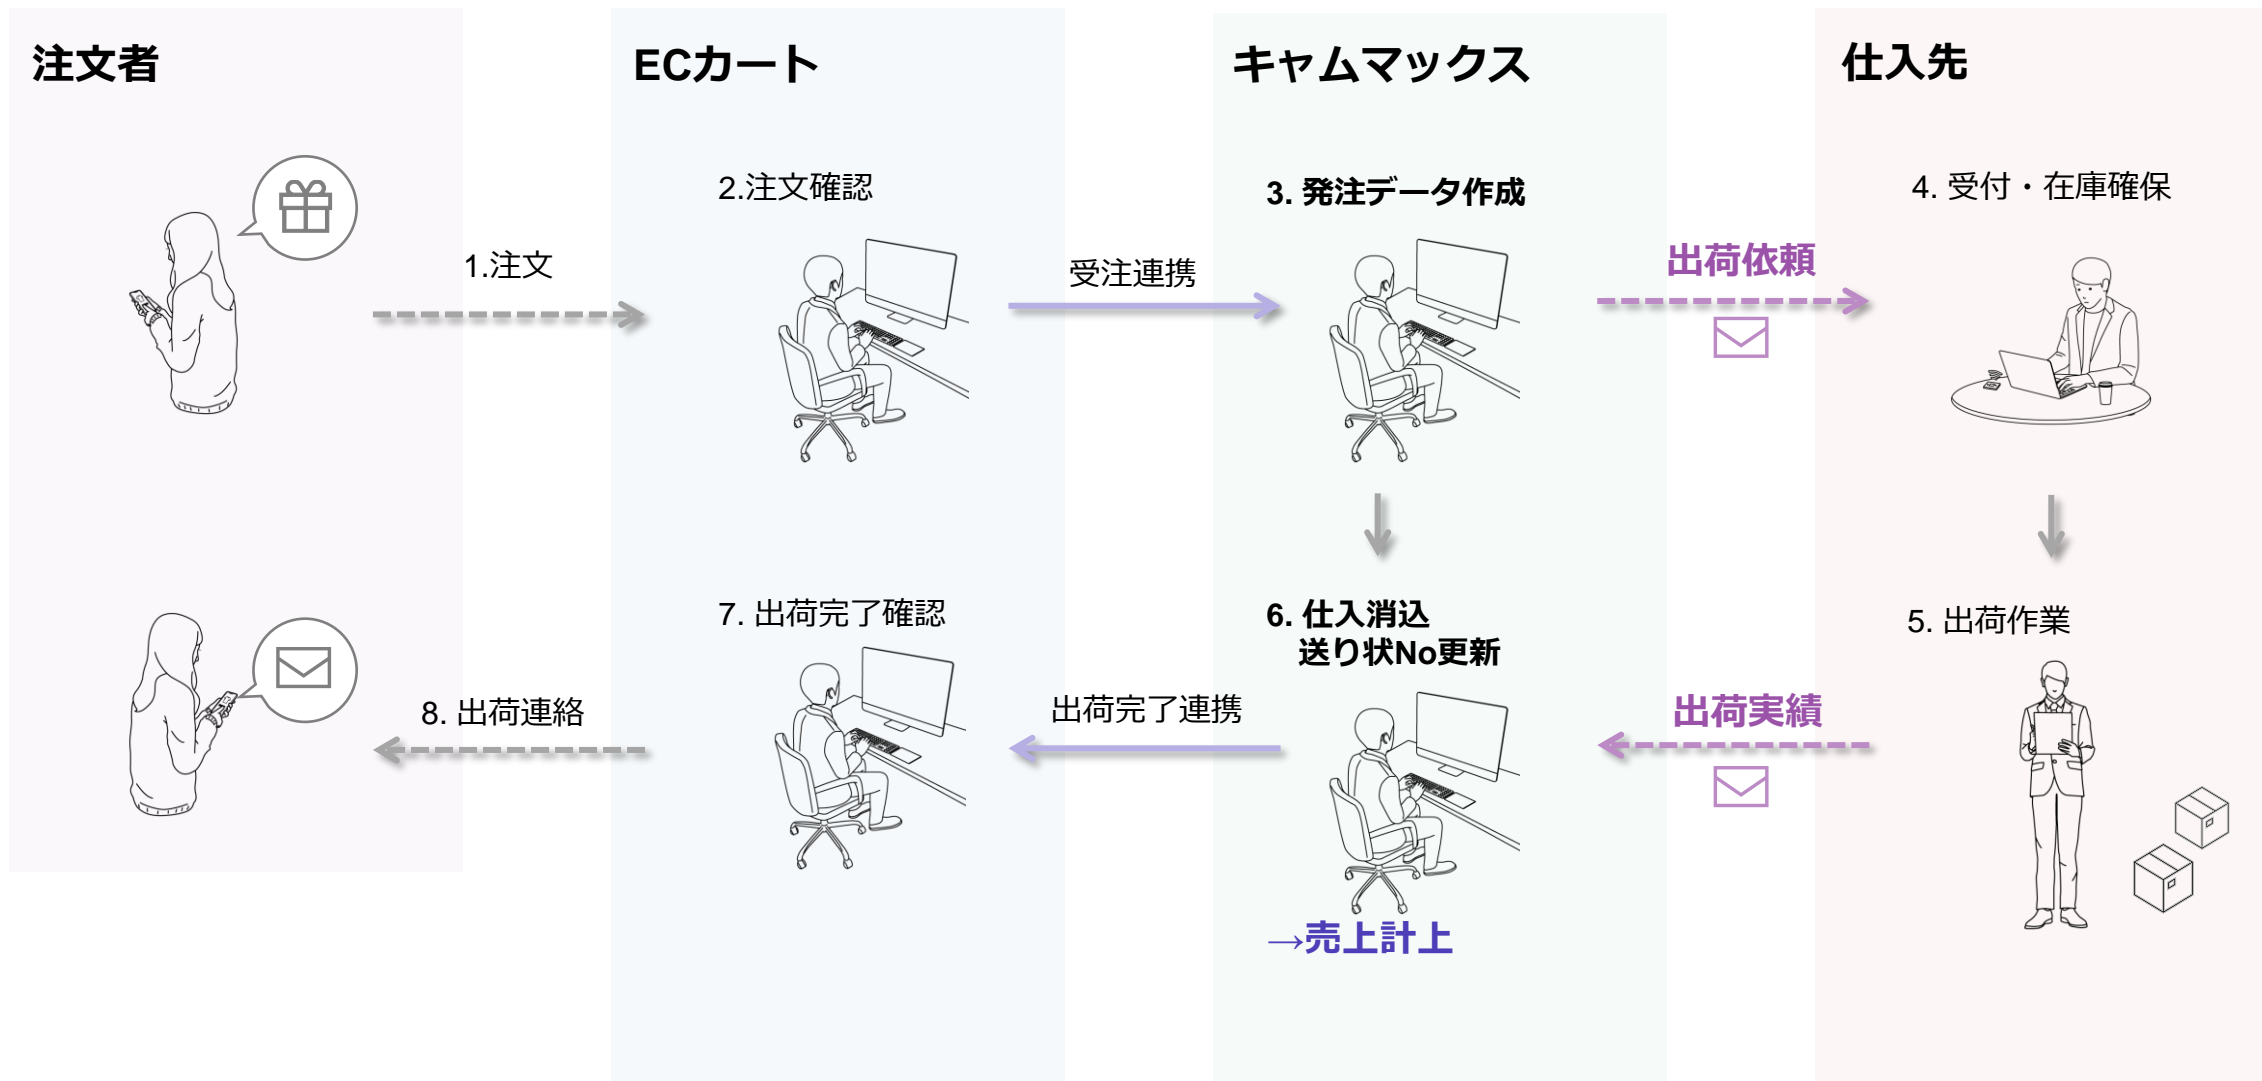 注文者
ECカート
キャムマックス
仕入先
1.注文
2.注文確認
受注連携
3. 発注データ作成
出荷依頼
4. 受付・在庫確保
5. 出荷作業
出荷実績
6. 仕入消込
送り状No更新
→売上計上
出荷完了連携
7. 出荷完了確認
8. 出荷連絡